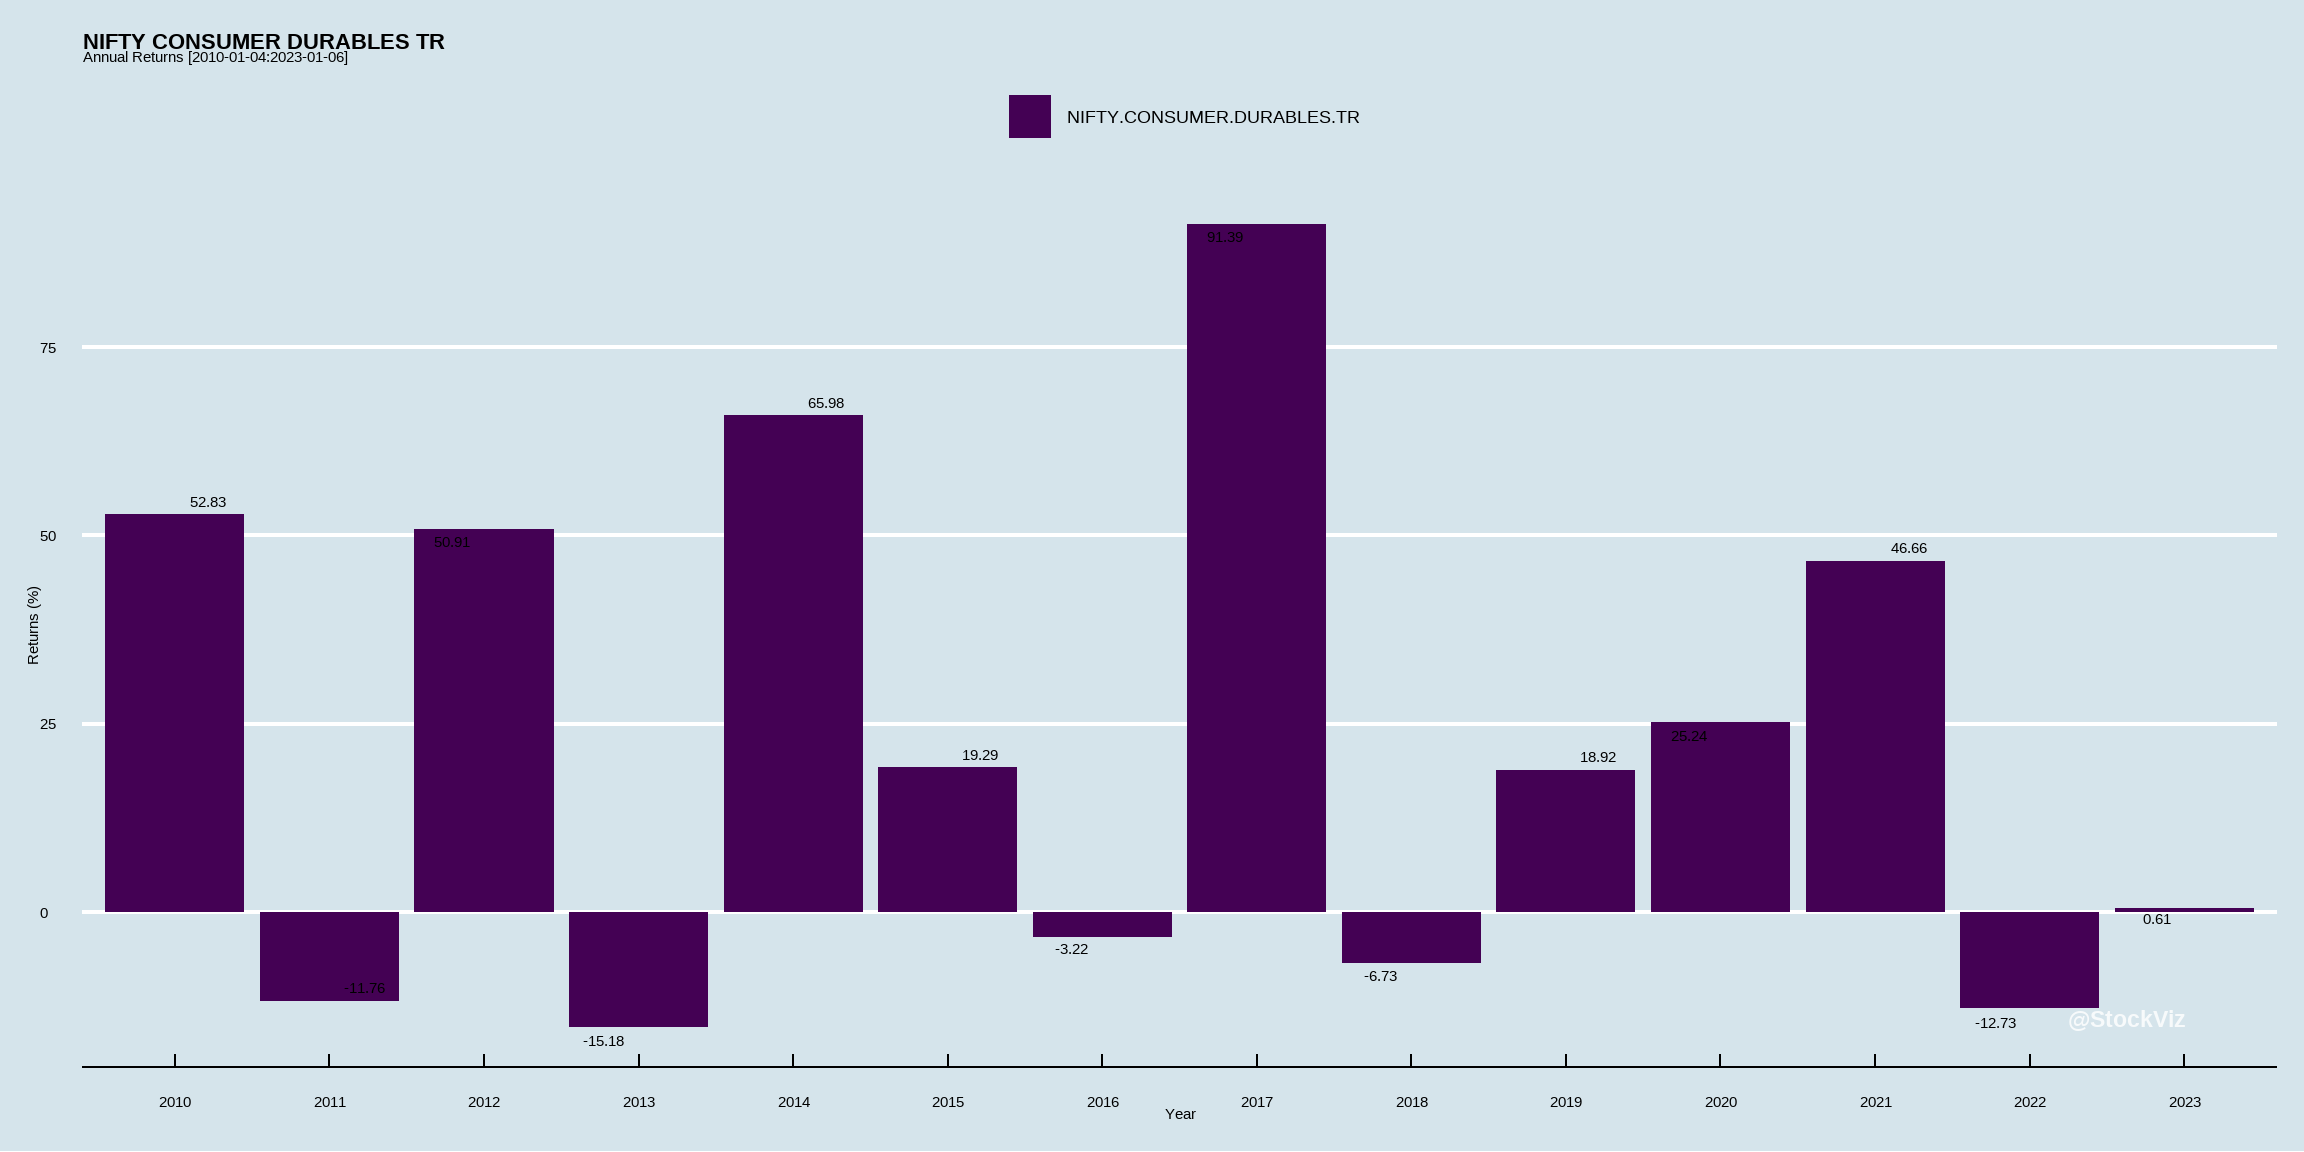 NIFTY CONSUMER DURABLES TR
Annual Returns [2010-01-04:2023-01-06]
NIFTY.CONSUMER.DURABLES.TR
91.39
75
65.98
52.83
50
50.91
46.66
Returns (%)
25
25.24
19.29
18.92
0
0.61
-3.22
-6.73
-11.76
-12.73
@StockViz
-15.18
2010 2011 2012 2013 2014 2015 2016 2017 2018 2019 2020 2021 2022 2023
Year